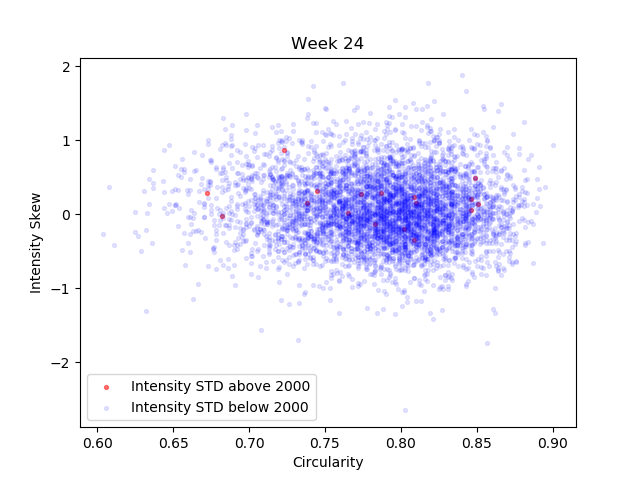 Week 24
2
1
0
−1
−2
Intensity Skew
Intensity STD above 2000
Intensity STD below 2000
0.60 0.65 0.70 0.75 0.80 0.85 0.90
Circularity